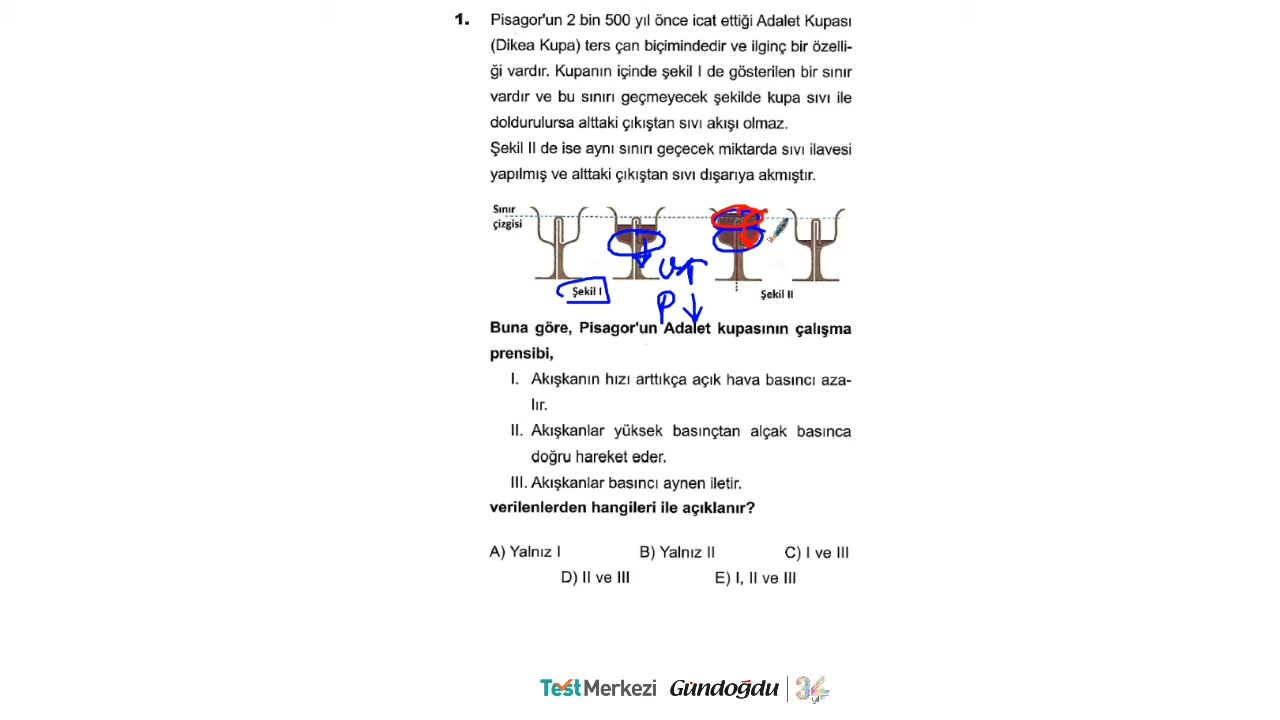 1. Pisagor'un 2 bin 500 yıl önce icat ettiği Adalet Kupası
(Dikea Kupa) ters çan biçimindedir ve ilginç bir özelli-
ği vardır. Kupanın içinde şekil I de gösterilen bir sınır
vardır ve bu sınırı geçmeyecek şekilde kupa sıvı ile
doldurulursa alttaki çıkıştan sıvı akışı olmaz.
Şekil II de ise aynı sınırı geçecek miktarda sıvı ilavesi
yapılmış ve alttaki çıkıştan sıvı dışarıya akmıştır.
Sınır
çizgisi
Şekil I
Şekil II
P
Buna göre, Pisagor'un Adalet kupasının çalışma
prensibi,
I. Akışkanın hızı arttıkça açık hava basıncı aza-
lır.
II. Akışkanlar yüksek basınçtan alçak basınca
doğru hareket eder.
III. Akışkanlar basıncı aynen iletir.
verilenlerden hangileri ile açıklanır?
A) Yalnız I B) Yalnız II C) I ve III
D) II ve III E) I, II ve III
TestMerkezi Gündoğdu 34